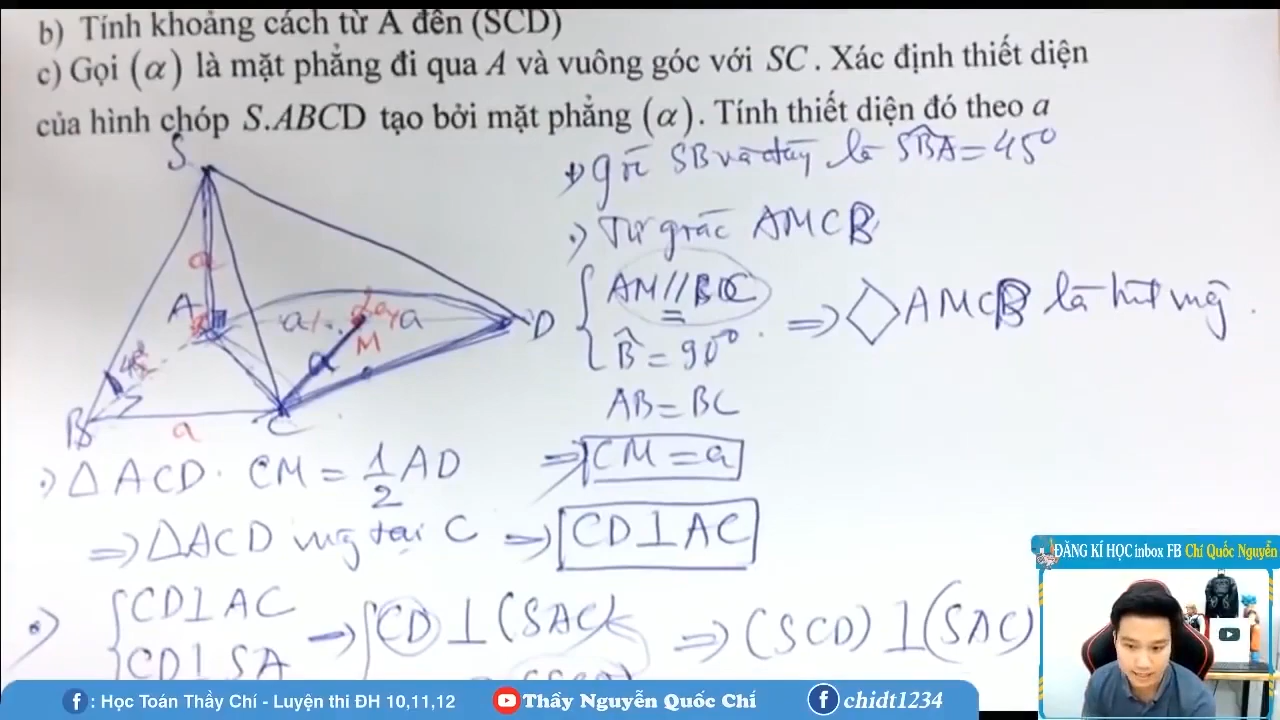 b) Tính khoảng cách từ A đến (SCD)
c) Gọi (α) là mặt phẳng đi qua A và vuông góc với SC. Xác định thiết diện
của hình chóp S.ABCD tạo bởi mặt phẳng (α). Tính thiết diện đó theo a
S
góc SB và đáy là SBA = 45°
Tứ giác AMCB
a
AM // BC
A
a
a
D
=> ◇AMCB là hít mỹ.
M
B̂ = 90°
45°
a
AB = BC
B
a
C
ΔACD. CM = 1/2 AD => CM = a
=> ΔACD vug tại C => CD⊥AC
ĐĂNG KÍ HỌC inbox FB Chí Quốc Nguyễn
CD⊥AC
CD⊥SA
=> CD ⊥ (SAC) => (SCD) ⊥ (SAC)
: Học Toán Thầy Chí - Luyện thi ĐH 10,11,12
Thầy Nguyễn Quốc Chí
chidt1234